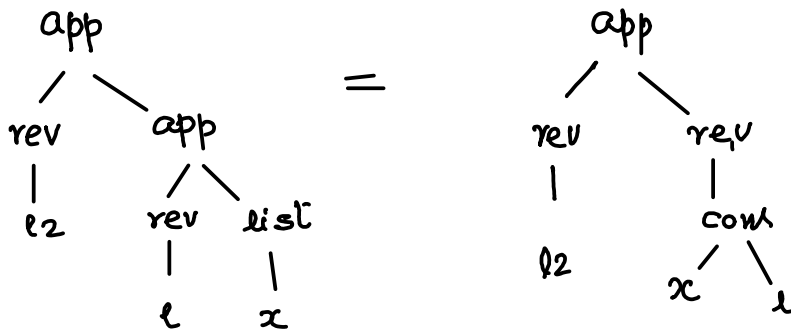 app = app
rev app rev rev
l2 rev list cons
l2
l x x l